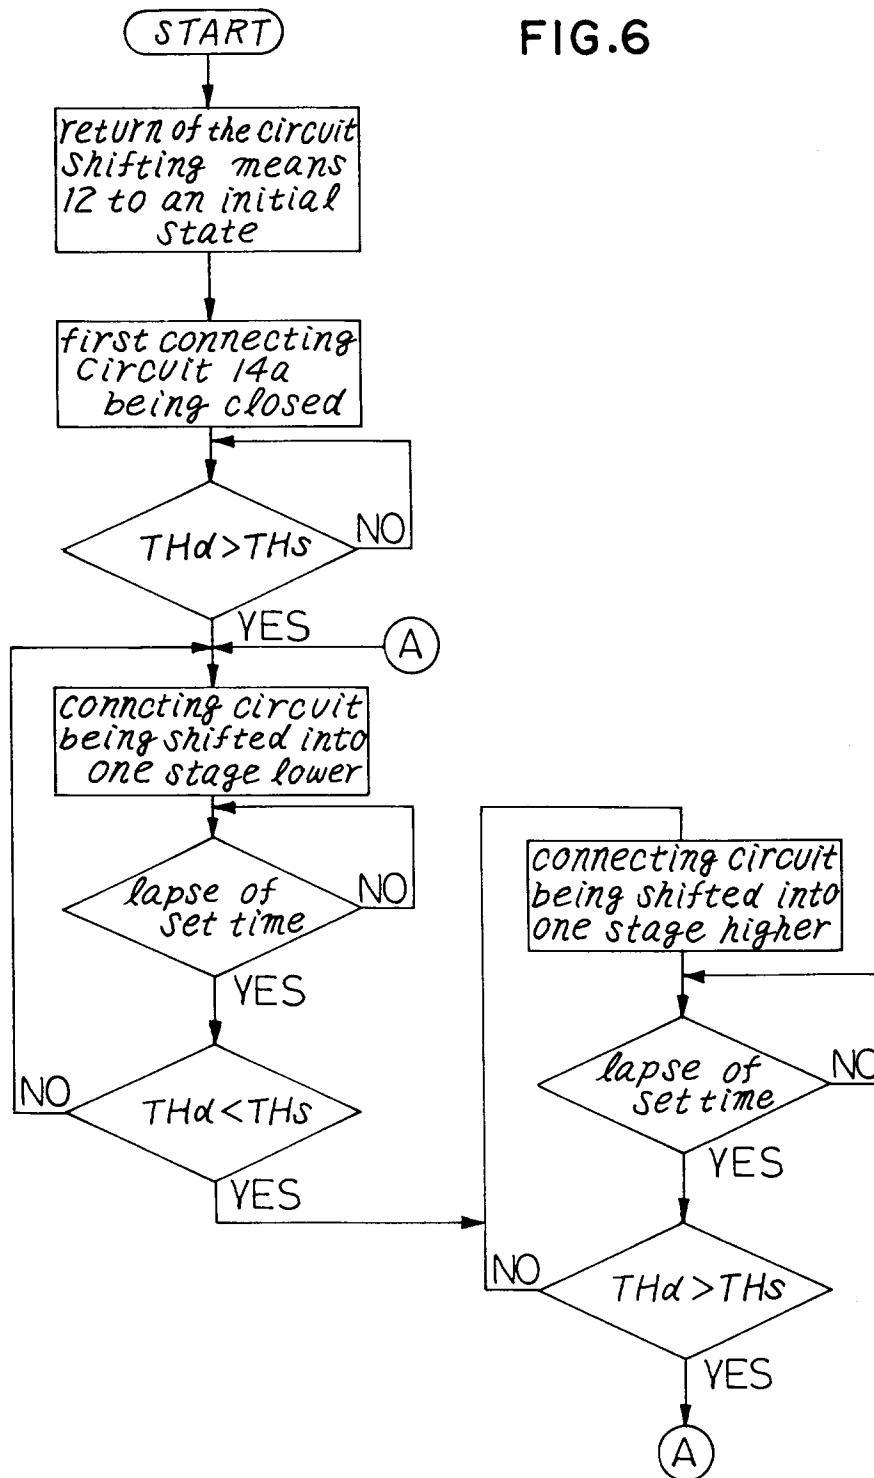 START
FIG.6
return of the circuit
shifting means
12 to an initial
state
first connecting
circuit 14a
being closed
THd>THs
NO
YES
A
conncting circuit
being shifted into
one stage lower
lapse of
set time
NO
YES
THd<THs
NO
YES
connecting circuit
being shifted into
one stage higher
lapse of
set time
NO
YES
THd>THs
NO
YES
A